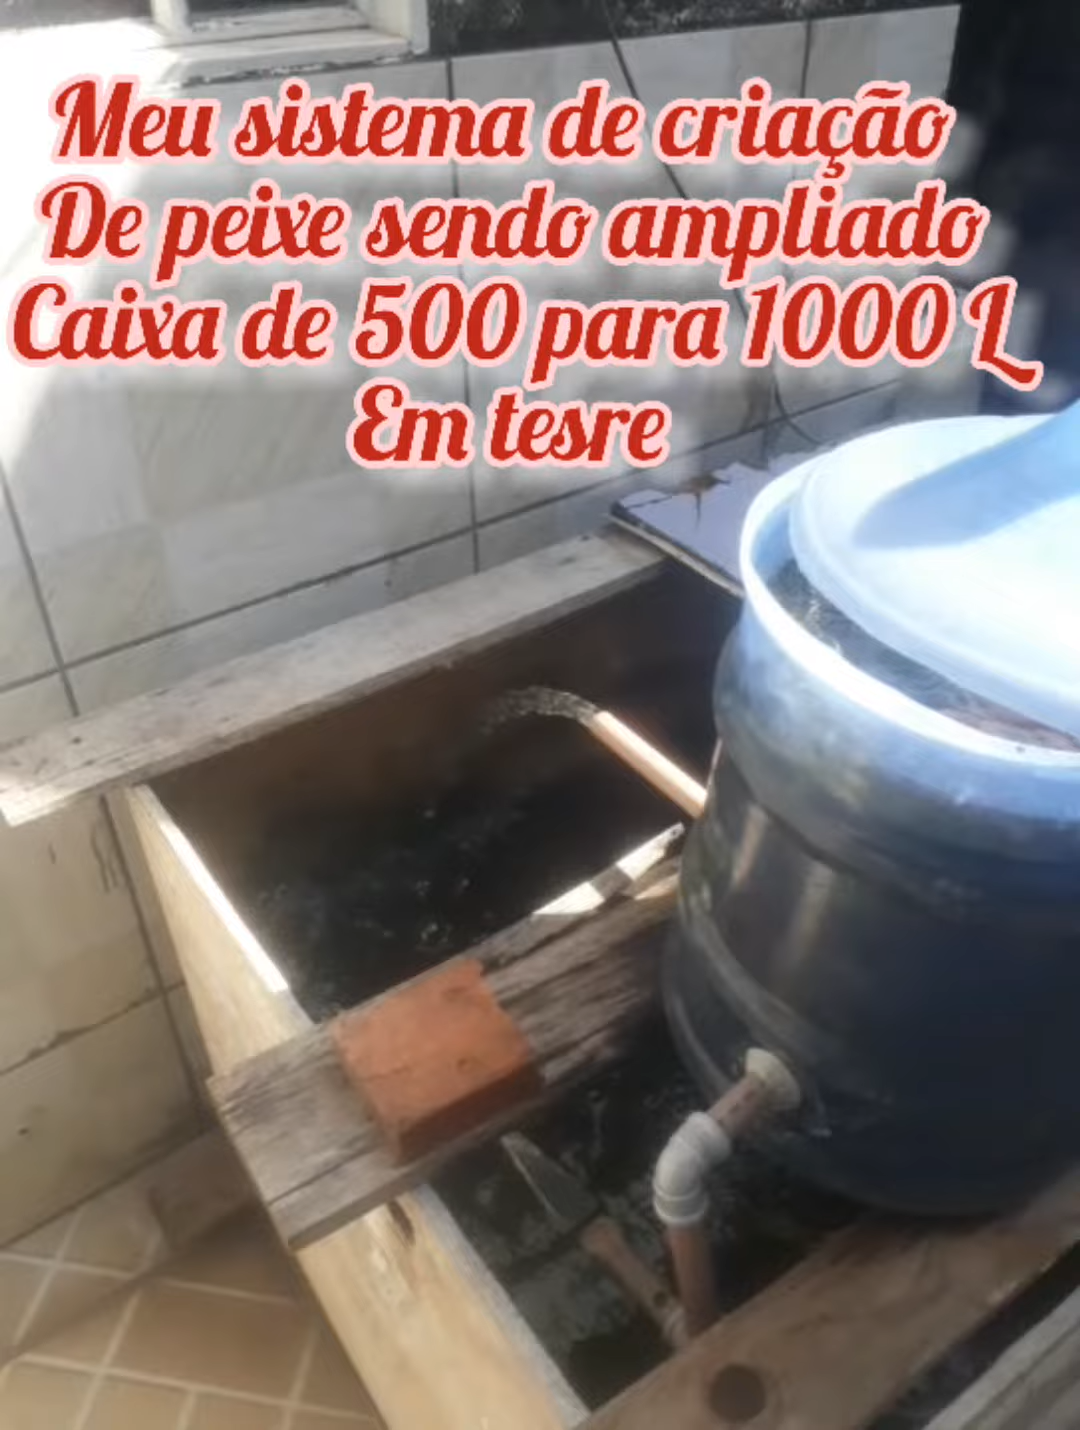 Meu sistema de criação
De peixe sendo ampliado
Caixa de 500 para 1000 L
Em tesre